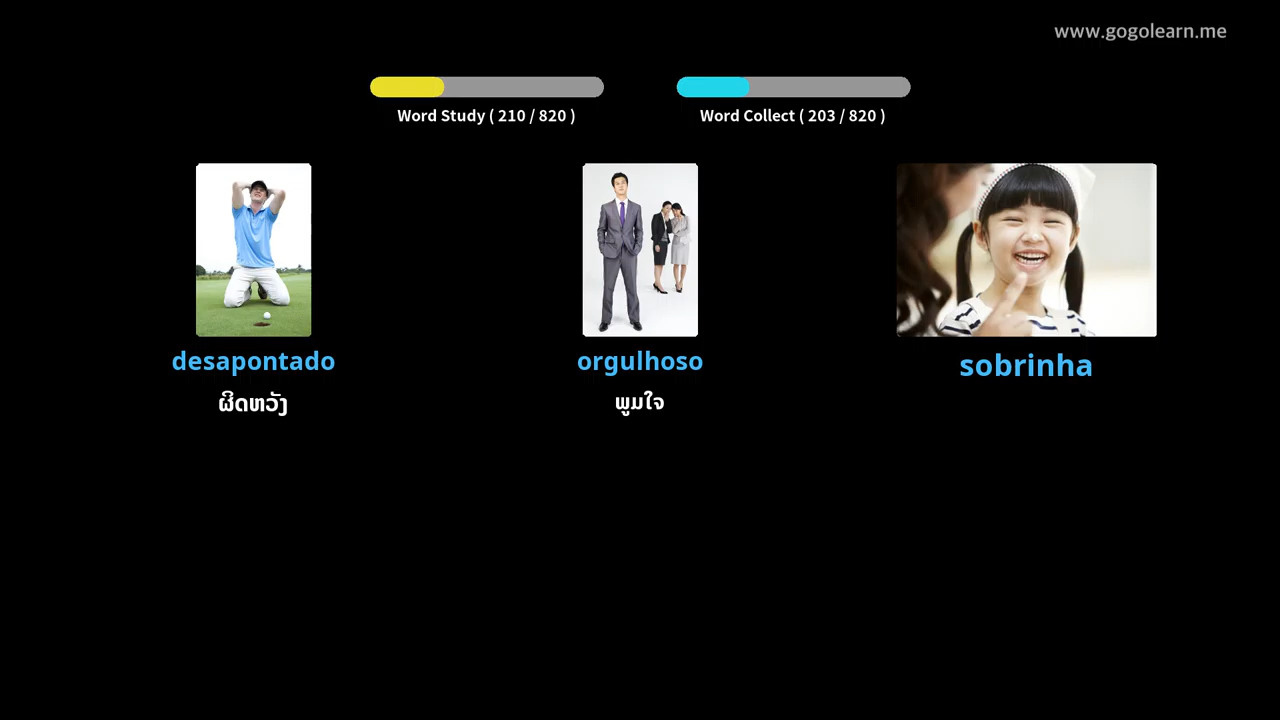 www.gogolearn.me
Word Study ( 210 / 820 )
Word Collect ( 203 / 820 )
desapontado
ຜິດຫວັງ
orgulhoso
ພູມໃຈ
sobrinha